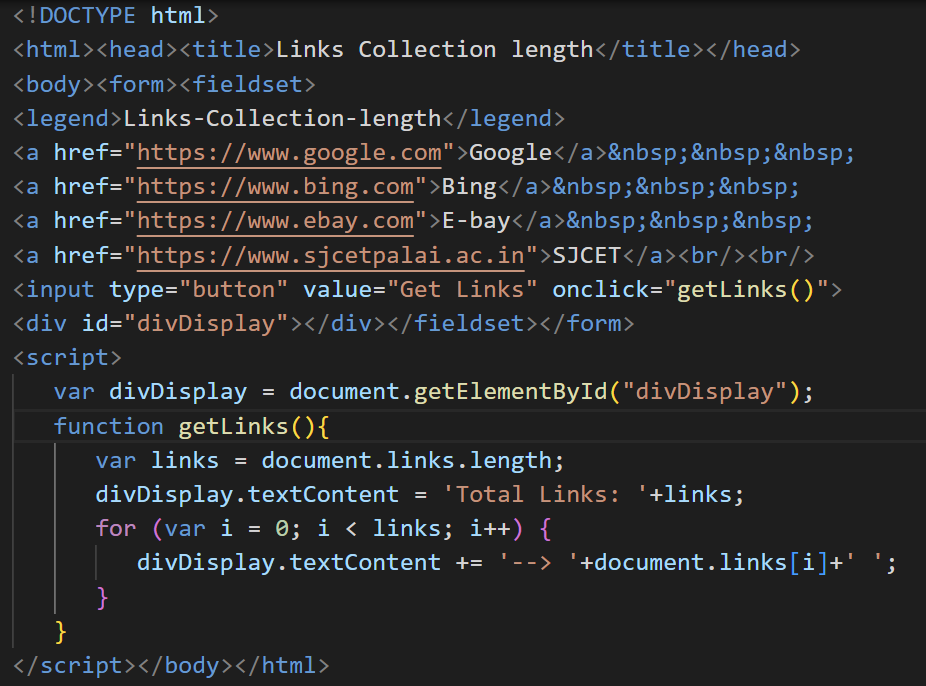 <!DOCTYPE html>
<html><head><title>Links Collection length</title></head>
<body><form><fieldset>
<legend>Links-Collection-length</legend>
<a href="https://www.google.com">Google</a>&nbsp;&nbsp;&nbsp;
<a href="https://www.bing.com">Bing</a>&nbsp;&nbsp;&nbsp;
<a href="https://www.ebay.com">E-bay</a>&nbsp;&nbsp;&nbsp;
<a href="https://www.sjcetpalai.ac.in">SJCET</a><br/><br/>
<input type="button" value="Get Links" onclick="getLinks()">
<div id="divDisplay"></div></fieldset></form>
<script>
   var divDisplay = document.getElementById("divDisplay");
   function getLinks(){
      var links = document.links.length;
      divDisplay.textContent = 'Total Links: '+links;
      for (var i = 0; i < links; i++) {
         divDisplay.textContent += '--> '+document.links[i]+' ';
      }
   }
</script></body></html>